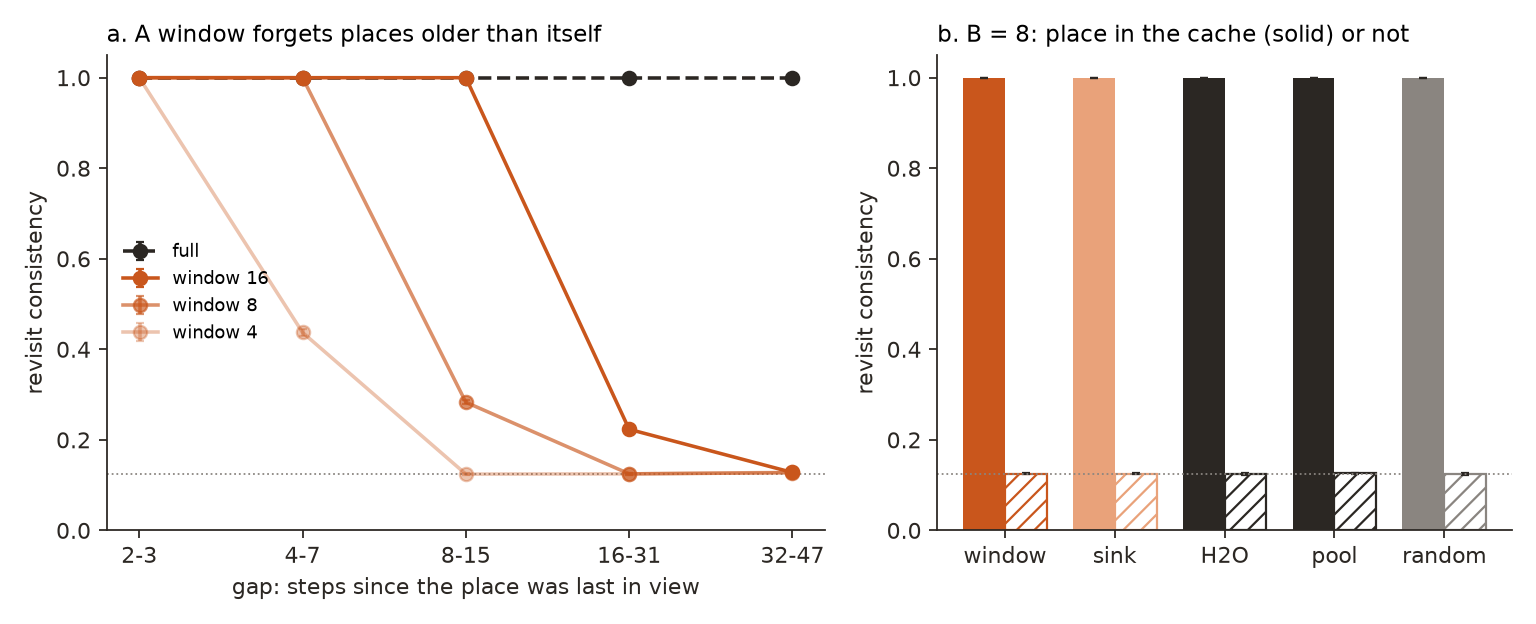 a. A window forgets places older than itself
revisit consistency
1.0
0.8
0.6
0.4
0.2
0.0
full
window 16
window 8
window 4
2-3
4-7
8-15
16-31
32-47
gap: steps since the place was last in view
b. B = 8: place in the cache (solid) or not
revisit consistency
1.0
0.8
0.6
0.4
0.2
0.0
window
sink
H2O
pool
random